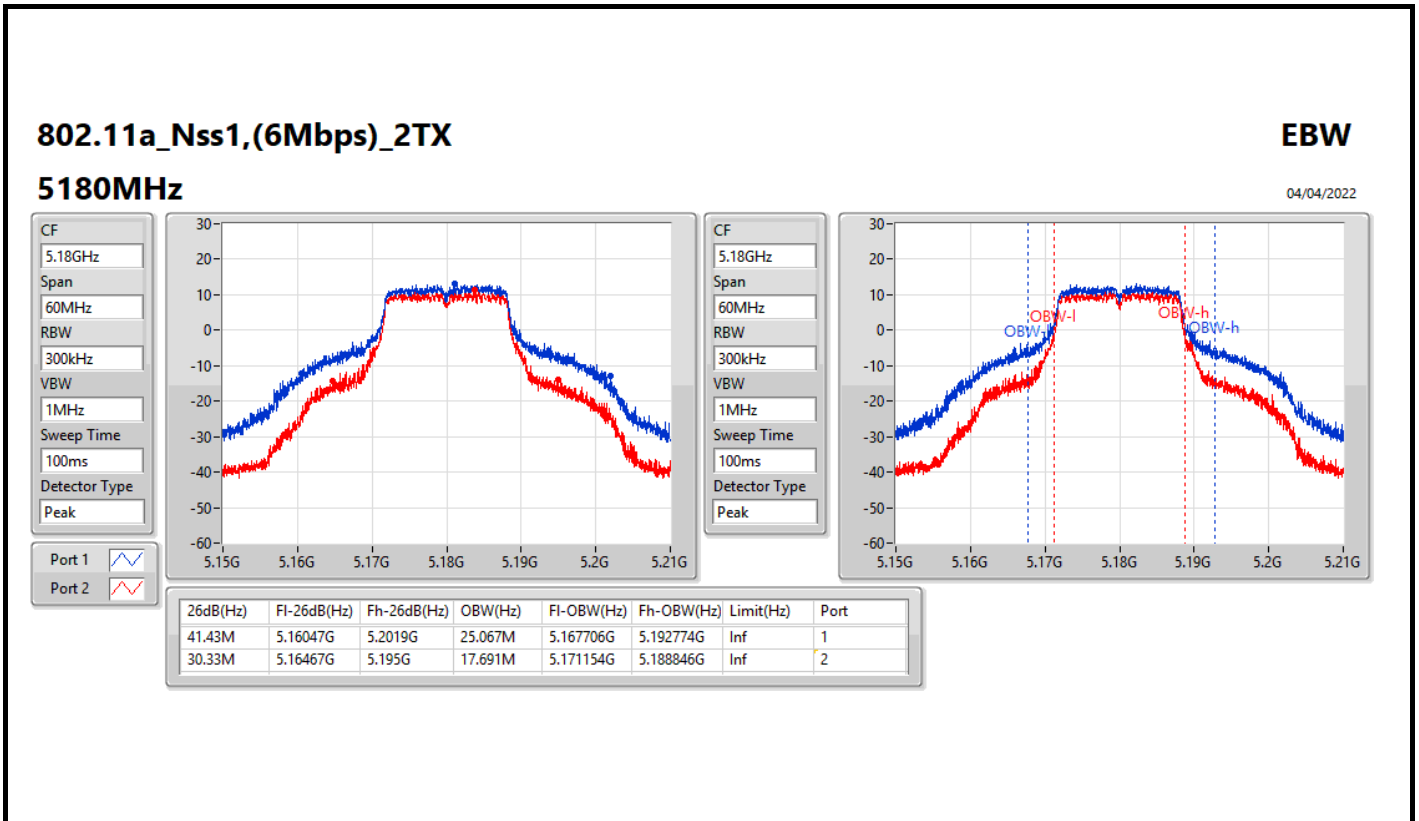 802.11a_Nss1,(6Mbps)_2TX
EBW
5180MHz
04/04/2022
CF
5.18GHz
Span
60MHz
RBW
300kHz
VBW
1MHz
Sweep Time
100ms
Detector Type
Peak
Port 1
Port 2
30
20
10
0
-10
-20
-30
-40
-50
-60
5.15G 5.16G 5.17G 5.18G 5.19G 5.2G 5.21G
CF
5.18GHz
Span
60MHz
RBW
300kHz
VBW
1MHz
Sweep Time
100ms
Detector Type
Peak
30
20
10
0
-10
-20
-30
-40
-50
-60
OBW-l
OBW-h
OBW-l
OBW-h
5.15G 5.16G 5.17G 5.18G 5.19G 5.2G 5.21G
26dB(Hz) Fl-26dB(Hz) Fh-26dB(Hz) OBW(Hz) Fl-OBW(Hz) Fh-OBW(Hz) Limit(Hz) Port
41.43M 5.16047G 5.2019G 25.067M 5.167706G 5.192774G Inf 1
30.33M 5.16467G 5.195G 17.691M 5.171154G 5.188846G Inf 2